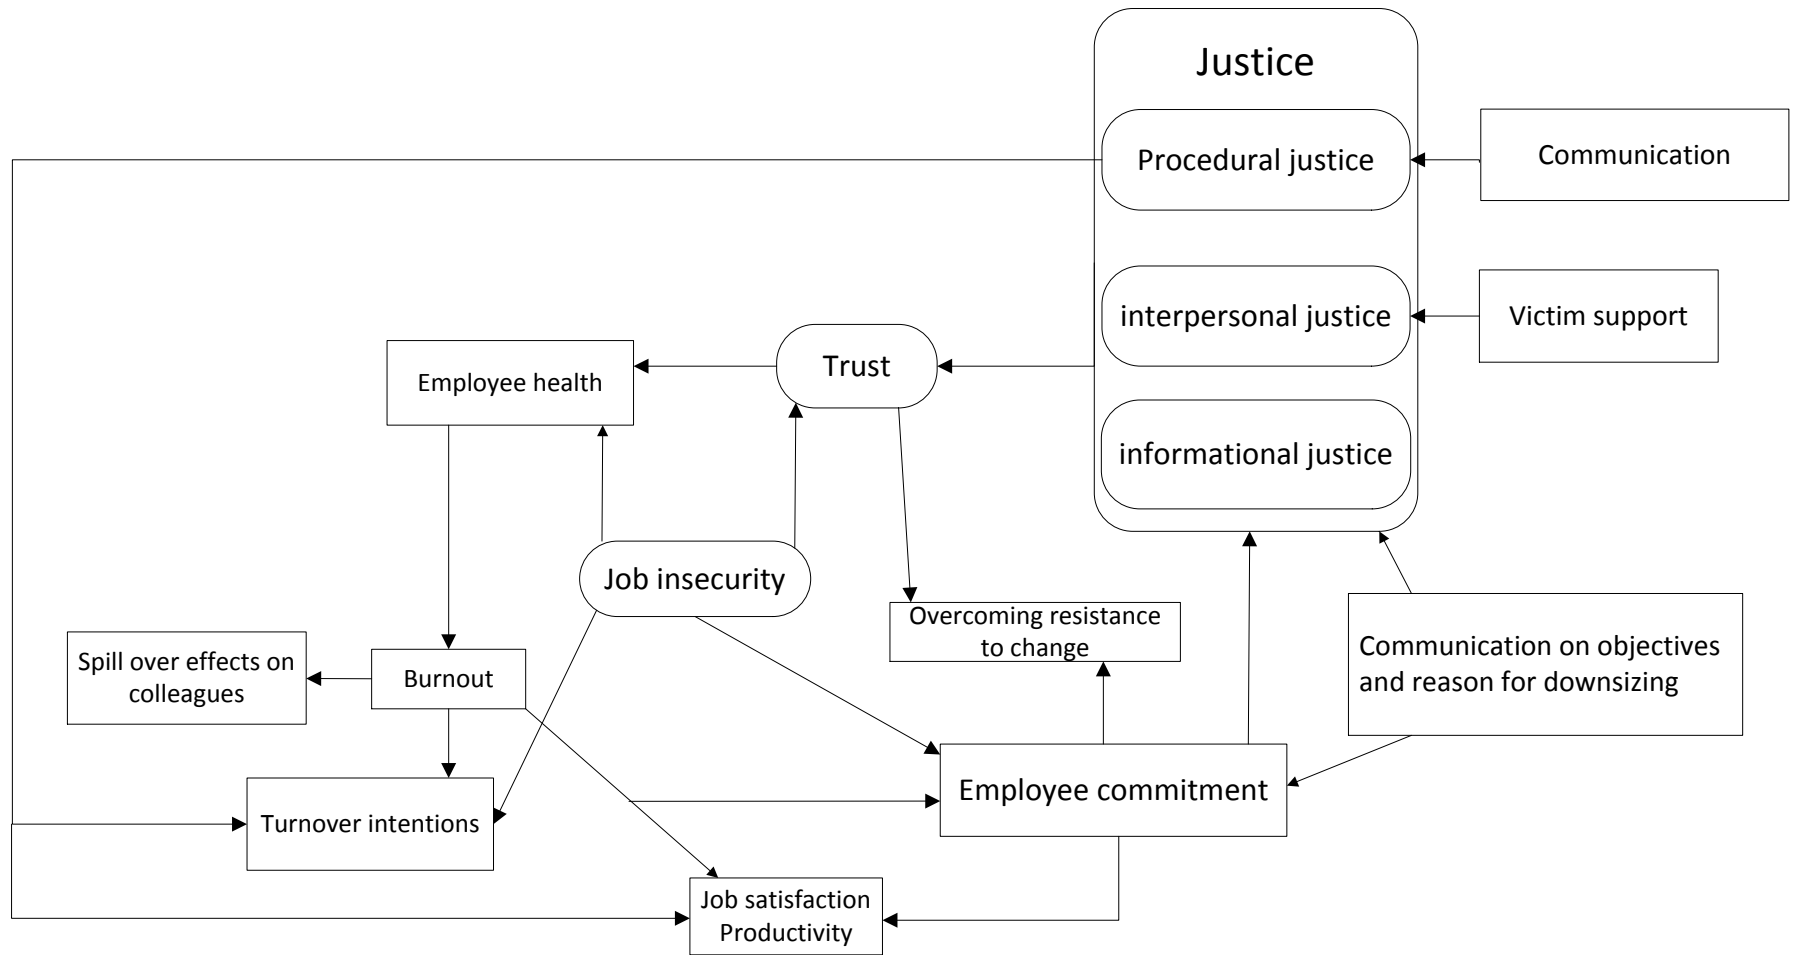 Justice
Procedural justice
Communication
interpersonal justice
Victim support
Trust
Employee health
informational justice
Job insecurity
Overcoming resistance
to change
Communication on objectives
and reason for downsizing
Spill over effects on
colleagues
Burnout
Employee commitment
Turnover intentions
Job satisfaction
Productivity